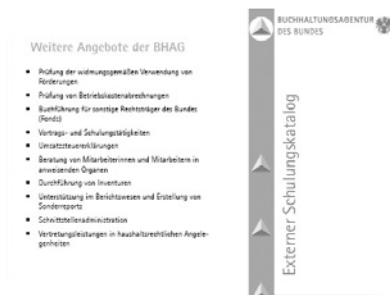 Weitere Angebote der BHAG
Prüfung der widmungsgemäßen Verwendung von
Förderungen
Prüfung von Betriebskostenabrechnungen
Buchführung für sonstige Rechtsträger des Bundes
(Fonds)
Vortrags- und Schulungstätigkeiten
Umsatzsteuererklärungen
Beratung von Mitarbeiterinnen und Mitarbeitern in
anweisenden Organen
Durchführung von Inventuren
Unterstützung im Berichtswesen und Erstellung von
Sonderreports
Schnittstellenadministration
Vertretungsleistungen in haushaltsrechtlichen Angele-
genheiten
BUCHHALTUNGSAGENTUR
DES BUNDES
Externer Schulungskatalog